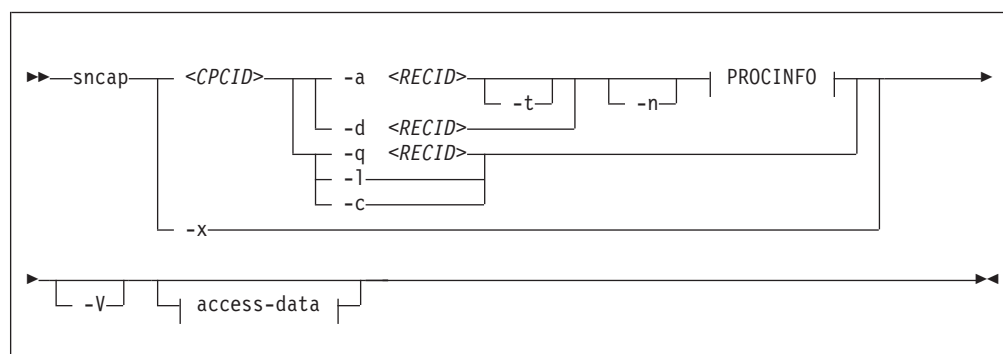 sncap <CPCID> -a <RECID> PROCINFO
-t -n
-d <RECID>
-q <RECID>
-l
-c
-x
-V access-data